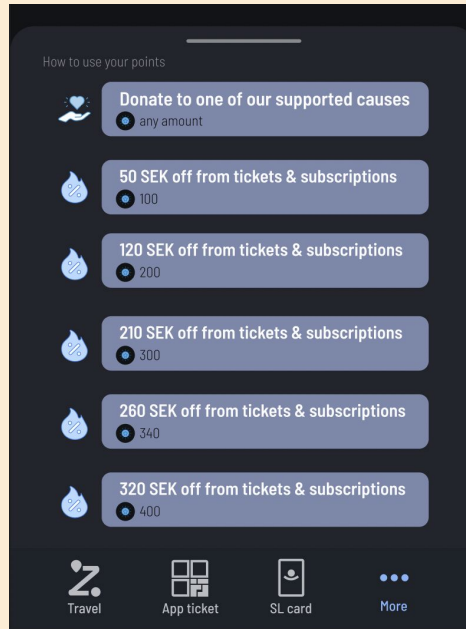 How to use your points
Donate to one of our supported causes
any amount
50 SEK off from tickets & subscriptions
100
120 SEK off from tickets & subscriptions
200
210 SEK off from tickets & subscriptions
300
260 SEK off from tickets & subscriptions
340
320 SEK off from tickets & subscriptions
400
Travel
App ticket
SL card
More